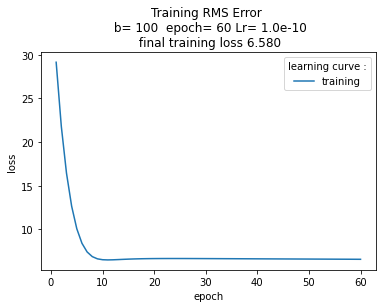 Training RMS Error
b= 100  epoch= 60 Lr= 1.0e-10
final training loss 6.580
learning curve :
training
loss
30
25
20
15
10
0 10 20 30 40 50 60
epoch